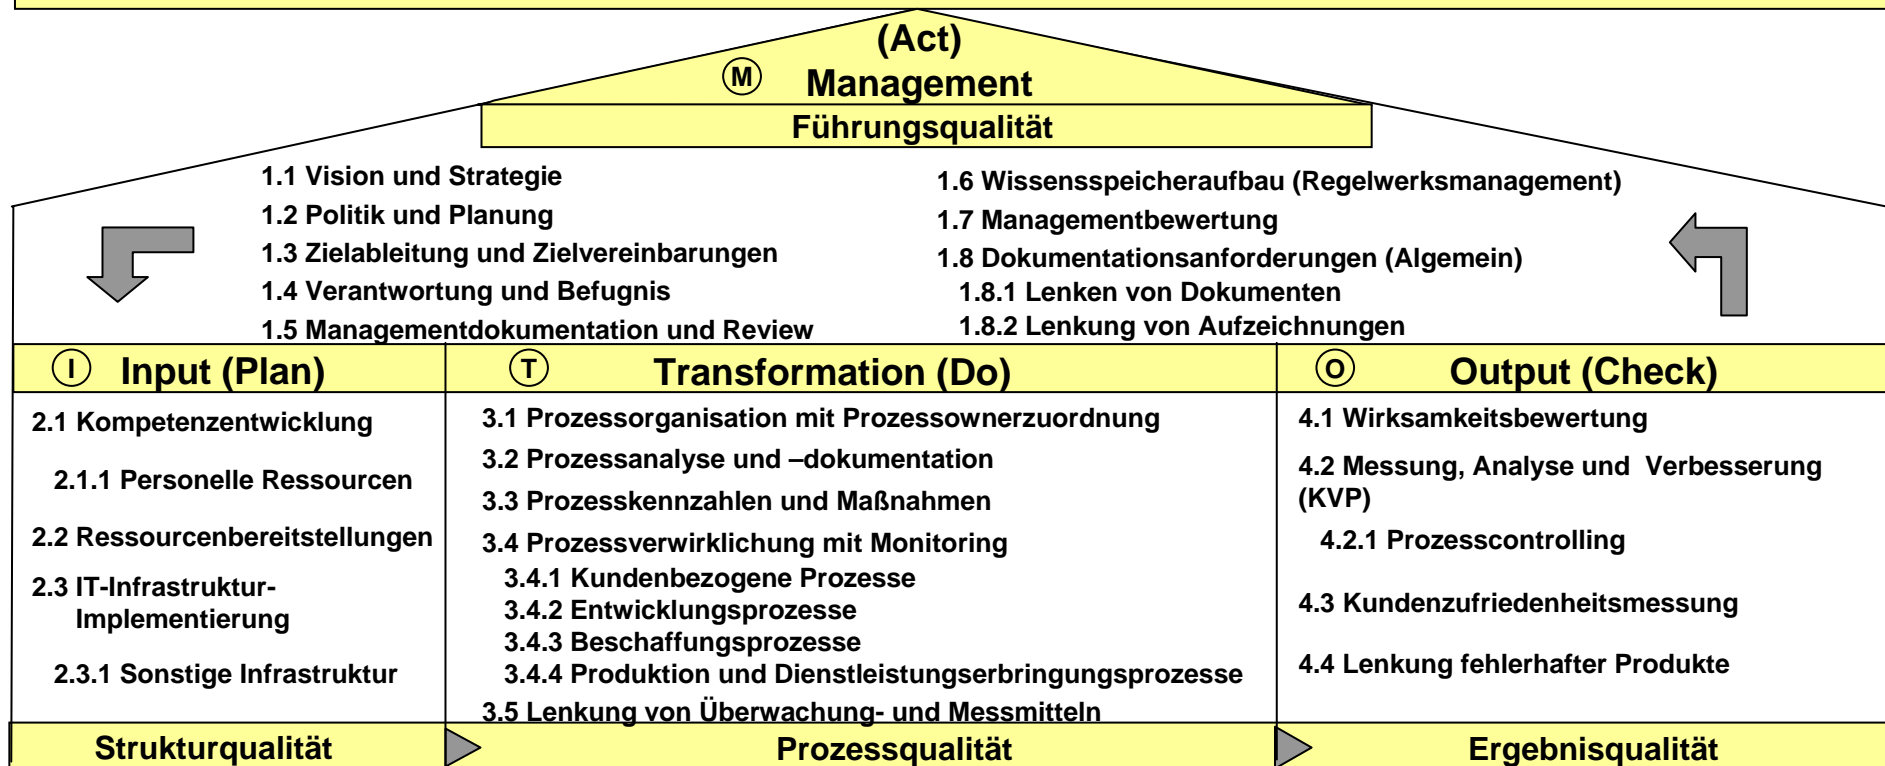 (Act)
M Management
Führungsqualität
1.1 Vision und Strategie
1.2 Politik und Planung
1.3 Zielableitung und Zielvereinbarungen
1.4 Verantwortung und Befugnis
1.5 Managementdokumentation und Review
1.6 Wissensspeicheraufbau (Regelwerksmanagement)
1.7 Managementbewertung
1.8 Dokumentationsanforderungen (Algemein)
1.8.1 Lenken von Dokumenten
1.8.2 Lenkung von Aufzeichnungen
I Input (Plan)
2.1 Kompetenzentwicklung
2.1.1 Personelle Ressourcen
2.2 Ressourcenbereitstellungen
2.3 IT-Infrastruktur-
Implementierung
2.3.1 Sonstige Infrastruktur
Strukturqualität
T Transformation (Do)
3.1 Prozessorganisation mit Prozessownerzuordnung
3.2 Prozessanalyse und –dokumentation
3.3 Prozesskennzahlen und Maßnahmen
3.4 Prozessverwirklichung mit Monitoring
3.4.1 Kundenbezogene Prozesse
3.4.2 Entwicklungsprozesse
3.4.3 Beschaffungsprozesse
3.4.4 Produktion und Dienstleistungserbringungsprozesse
3.5 Lenkung von Überwachung- und Messmitteln
Prozessqualität
O Output (Check)
4.1 Wirksamkeitsbewertung
4.2 Messung, Analyse und Verbesserung
(KVP)
4.2.1 Prozesscontrolling
4.3 Kundenzufriedenheitsmessung
4.4 Lenkung fehlerhafter Produkte
Ergebnisqualität